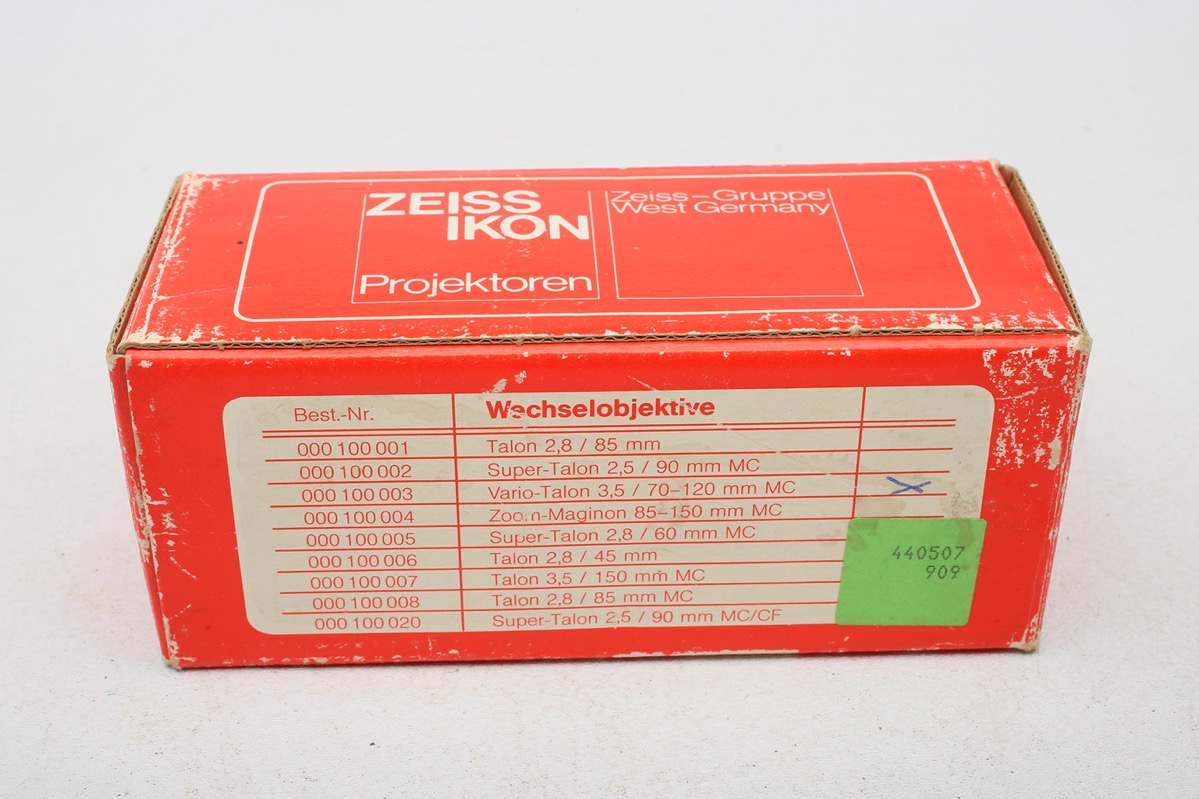 ZEISS
IKON
Projektoren
Zeiss-Gruppe
West Germany
Best.-Nr. Wechselobjektive
000 100 001 Talon 2,8 / 85 mm
000 100 002 Super-Talon 2,5 / 90 mm MC
000 100 003 Vario-Talon 3,5 / 70-120 mm MC X
000 100 004 Zoom-Maginon 85-150 mm MC
000 100 005 Super-Talon 2,8 / 60 mm MC
000 100 006 Talon 2,8 / 45 mm
000 100 007 Talon 3,5 / 150 mm MC
000 100 008 Talon 2,8 / 85 mm MC
000 100 020 Super-Talon 2,5 / 90 mm MC/CF
440507
909